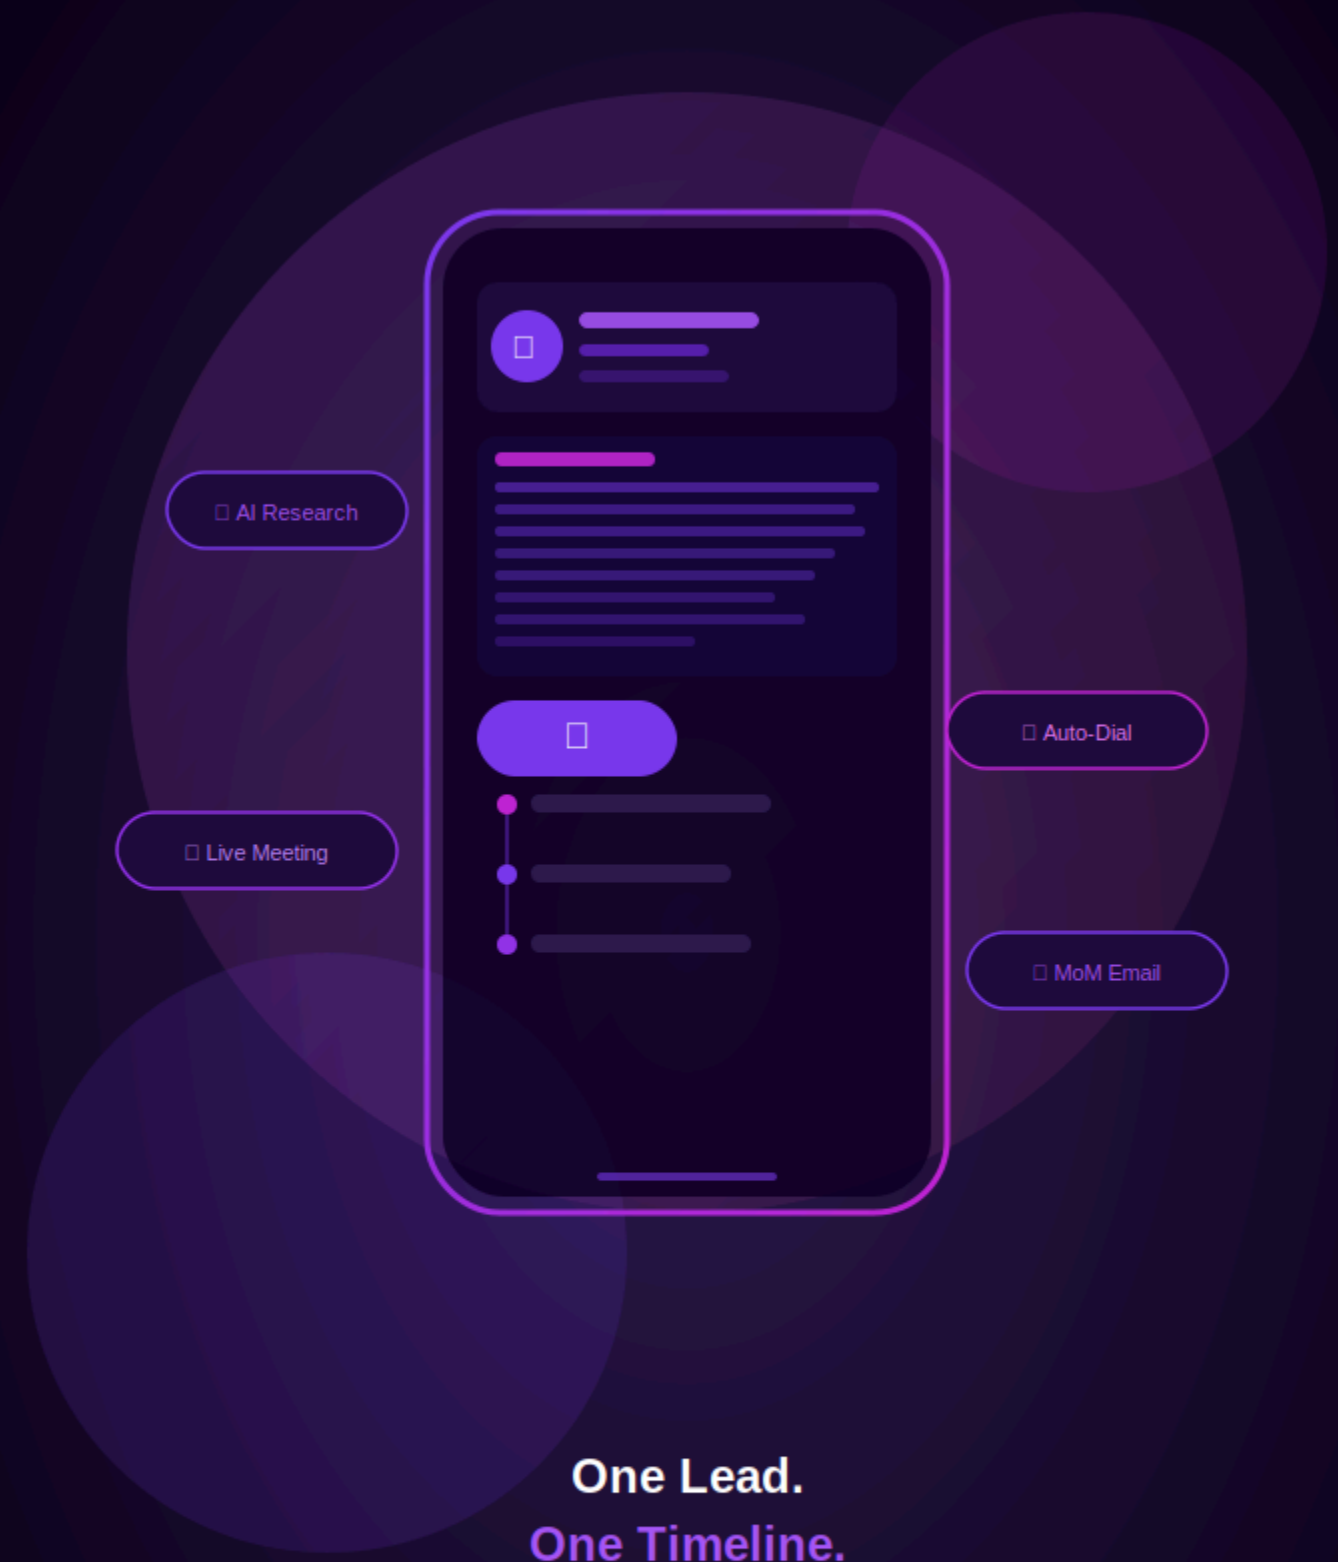 AI Research
Auto-Dial
Live Meeting
MoM Email
One Lead.
One Timeline.